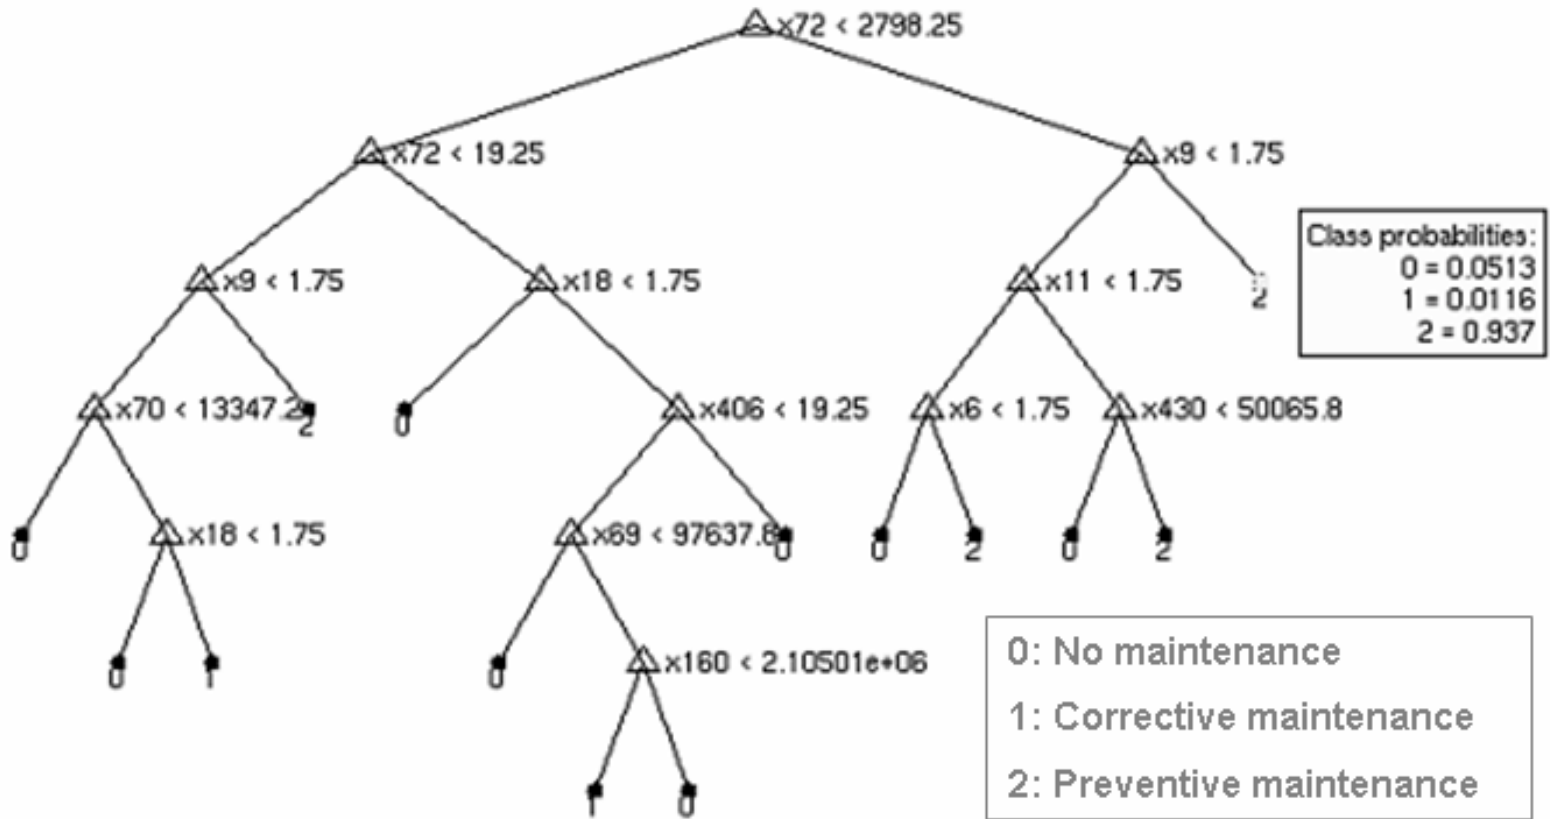 x72 < 2798.25
x72 < 19.25
x9 < 1.75
x9 < 1.75
x18 < 1.75
x11 < 1.75
2
Class probabilities:
0 = 0.0513
1 = 0.0116
2 = 0.937
x70 < 13347.2
2
0
x406 < 19.25
x6 < 1.75
x430 < 50065.8
0
x18 < 1.75
x69 < 97637.8
0
0
2
0
2
0
1
0
x160 < 2.10501e+06
1
0
0: No maintenance
1: Corrective maintenance
2: Preventive maintenance